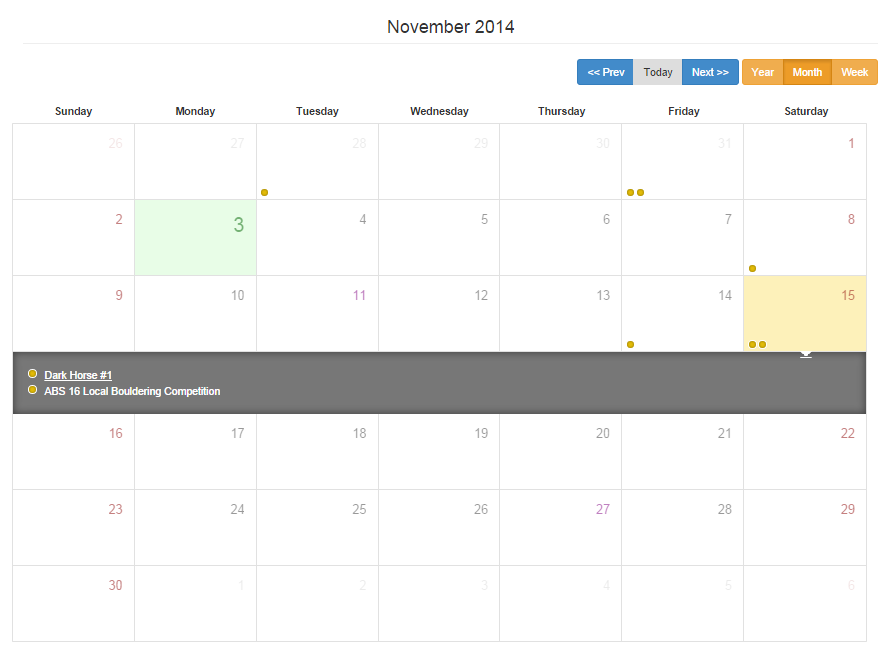 November 2014
<< Prev Today Next >> Year Month Week
Sunday Monday Tuesday Wednesday Thursday Friday Saturday
26 27 28 29 30 31 1
2 3 4 5 6 7 8
9 10 11 12 13 14 15
Dark Horse #1
ABS 16 Local Bouldering Competition
16 17 18 19 20 21 22
23 24 25 26 27 28 29
30 1 2 3 4 5 6